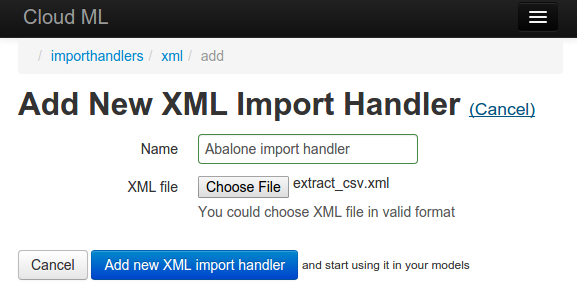 Cloud ML
/ importhandlers / xml / add
Add New XML Import Handler (Cancel)
Name Abalone import handler
XML file Choose File extract_csv.xml
You could choose XML file in valid format
Cancel Add new XML import handler and start using it in your models